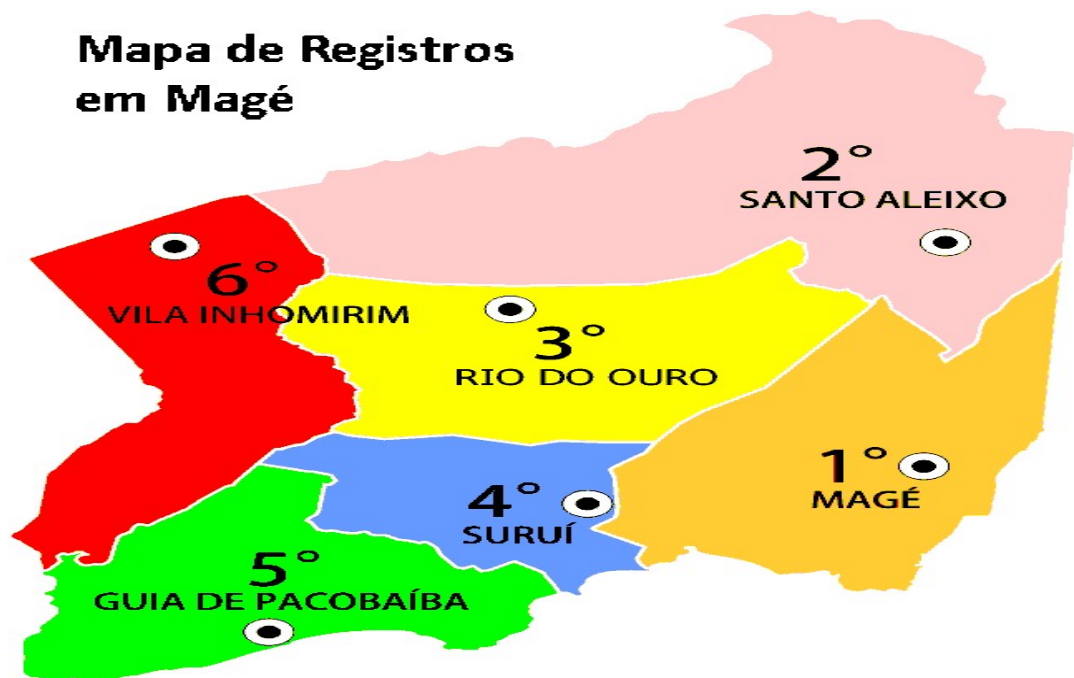 Mapa de Registros
em Magé
2°
SANTO ALEIXO
6°
VILA INHOMIRIM
3°
RIO DO OURO
1°
MAGÉ
4°
SURUÍ
5°
GUIA DE PACOBAÍBA